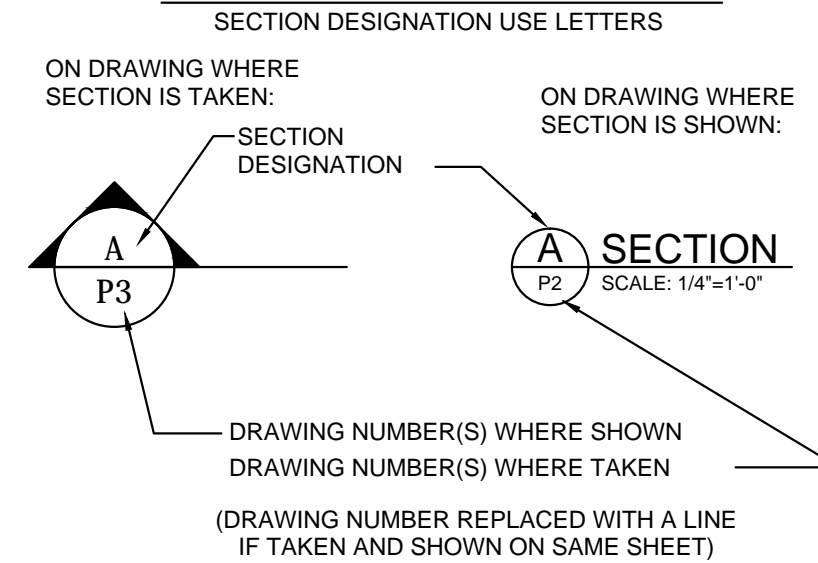 SECTION DESIGNATION USE LETTERS
ON DRAWING WHERE
SECTION IS TAKEN:
ON DRAWING WHERE
SECTION IS SHOWN:
SECTION
DESIGNATION
A
P3
A
P2
SECTION
SCALE: 1/4"=1'-0"
DRAWING NUMBER(S) WHERE SHOWN
DRAWING NUMBER(S) WHERE TAKEN
(DRAWING NUMBER REPLACED WITH A LINE
IF TAKEN AND SHOWN ON SAME SHEET)